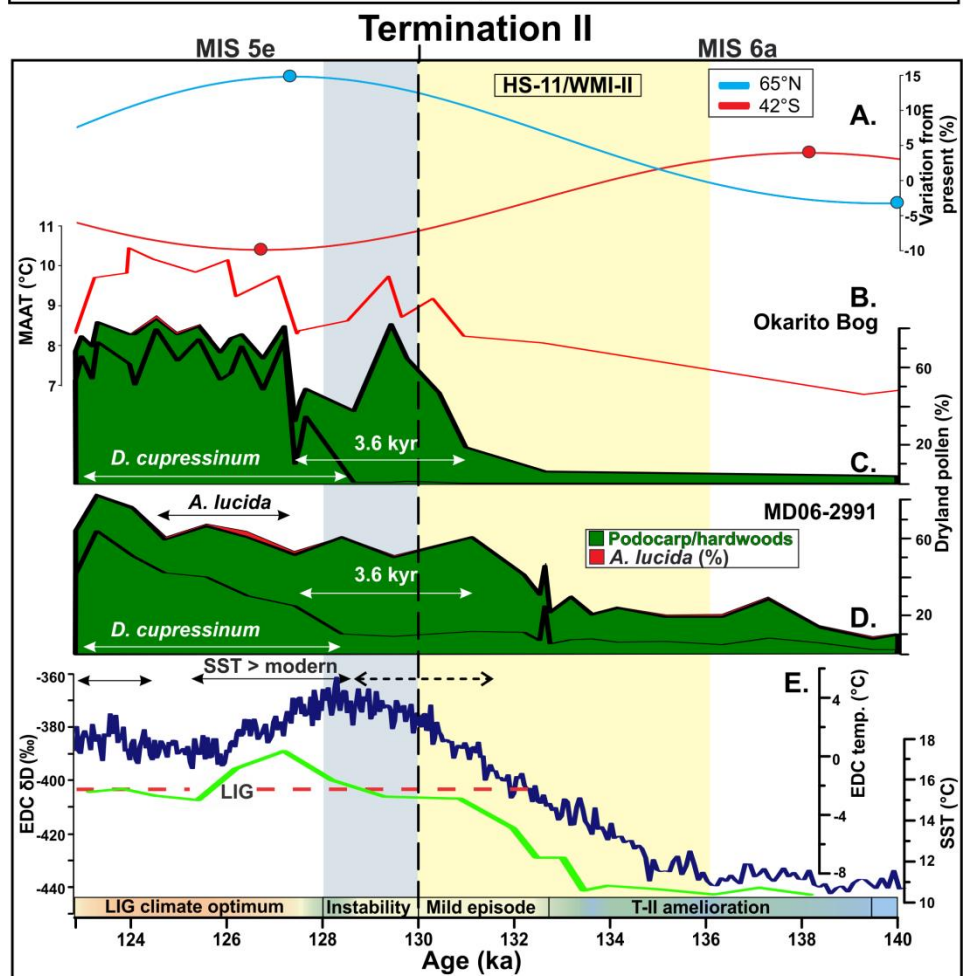 Termination II
MIS 5e
MIS 6a
HS-11/WMI-II
65°N
42°S
A.
15
10
5
0
-5
-10
Variation from
present (%)
11
10
9
8
7
MAAT (°C)
B.
Okarito Bog
60
20
3.6 kyr
D. cupressinum
C.
Dryland pollen (%)
A. lucida
MD06-2991
Podocarp/hardwoods
A. lucida (%)
60
20
3.6 kyr
D. cupressinum
D.
SST > modern
E.
-360
-380
-400
-420
-440
EDC δD (‰)
LIG
4
0
-4
-8
EDC temp. (°C)
18
16
14
12
10
SST (°C)
LIG climate optimum
Instability
Mild episode
T-II amelioration
124
126
128
130
132
134
136
138
140
Age (ka)